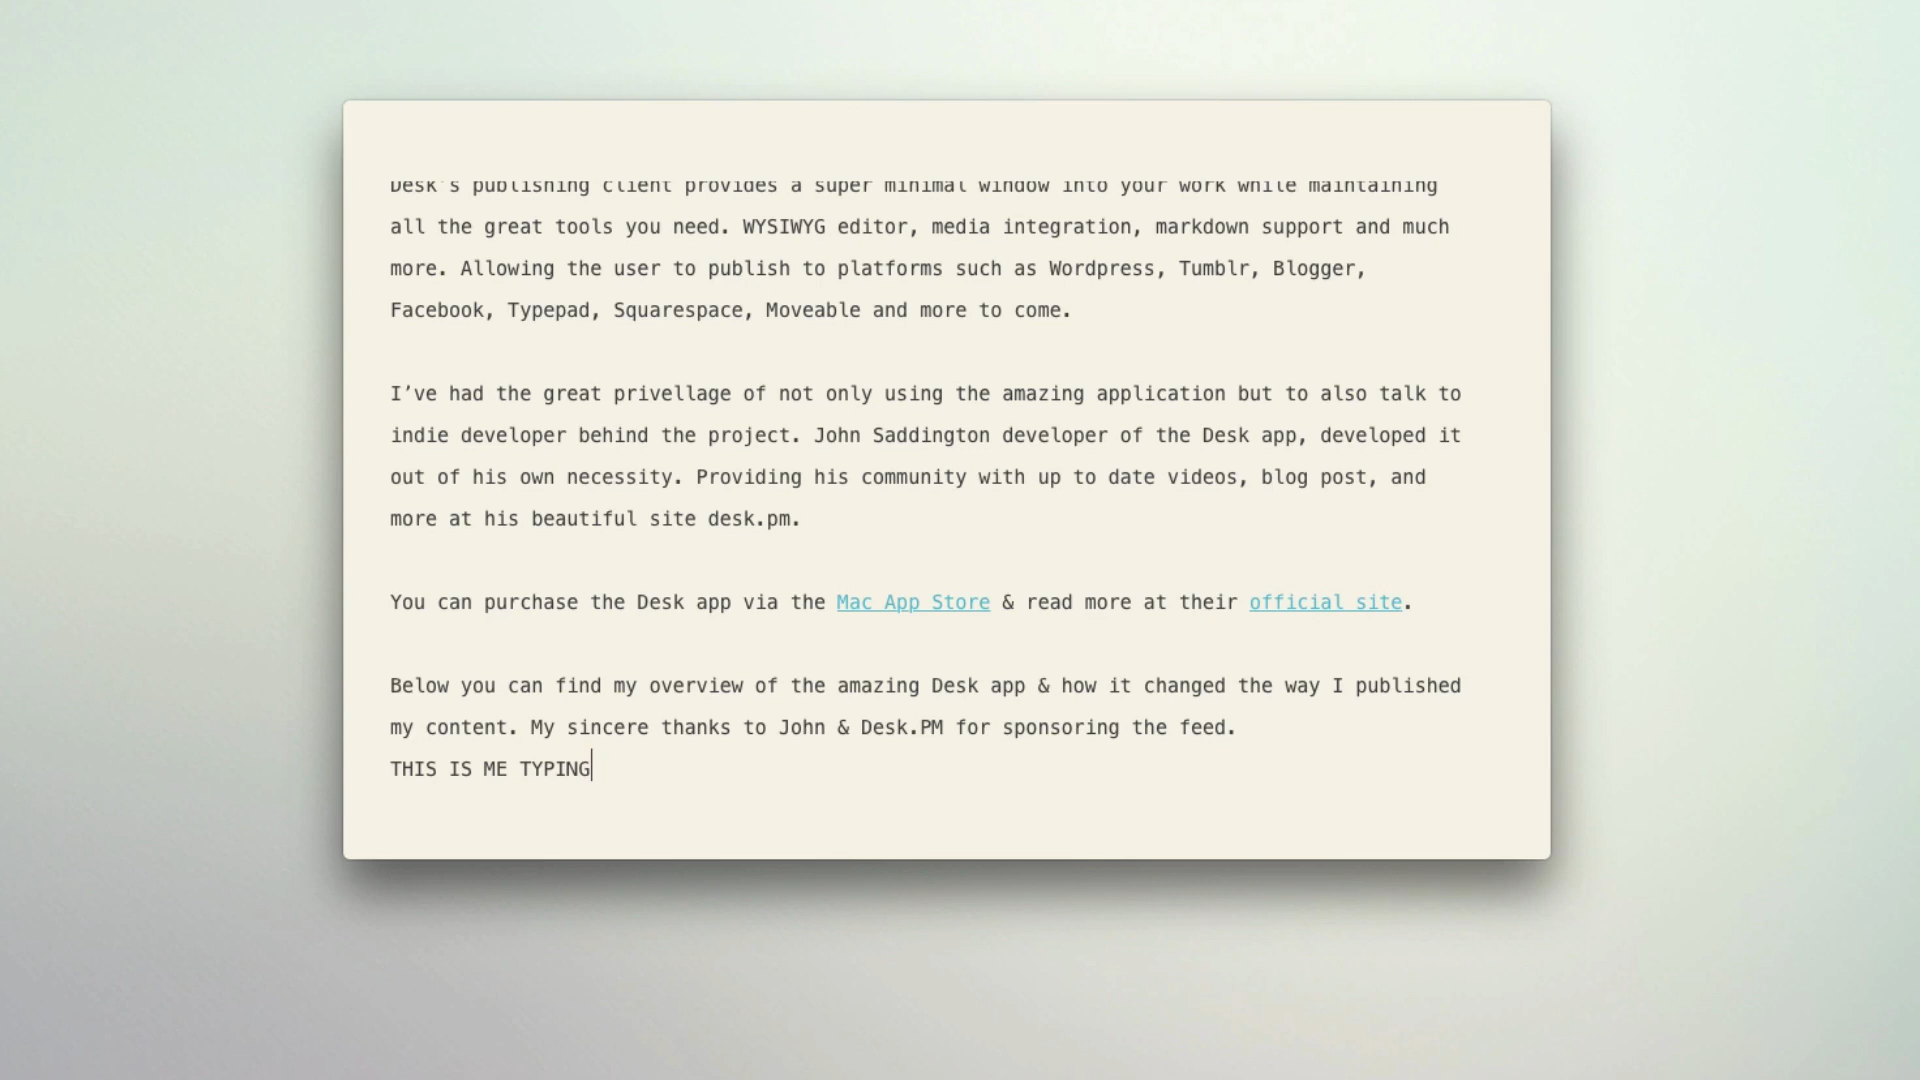 Desk's publishing client provides a super minimal window into your work while maintaining
all the great tools you need. WYSIWYG editor, media integration, markdown support and much
more. Allowing the user to publish to platforms such as Wordpress, Tumblr, Blogger,
Facebook, Typepad, Squarespace, Moveable and more to come.
I’ve had the great privellage of not only using the amazing application but to also talk to
indie developer behind the project. John Saddington developer of the Desk app, developed it
out of his own necessity. Providing his community with up to date videos, blog post, and
more at his beautiful site desk.pm.
You can purchase the Desk app via the Mac App Store & read more at their official site.
Below you can find my overview of the amazing Desk app & how it changed the way I published
my content. My sincere thanks to John & Desk.PM for sponsoring the feed.
THIS IS ME TYPING